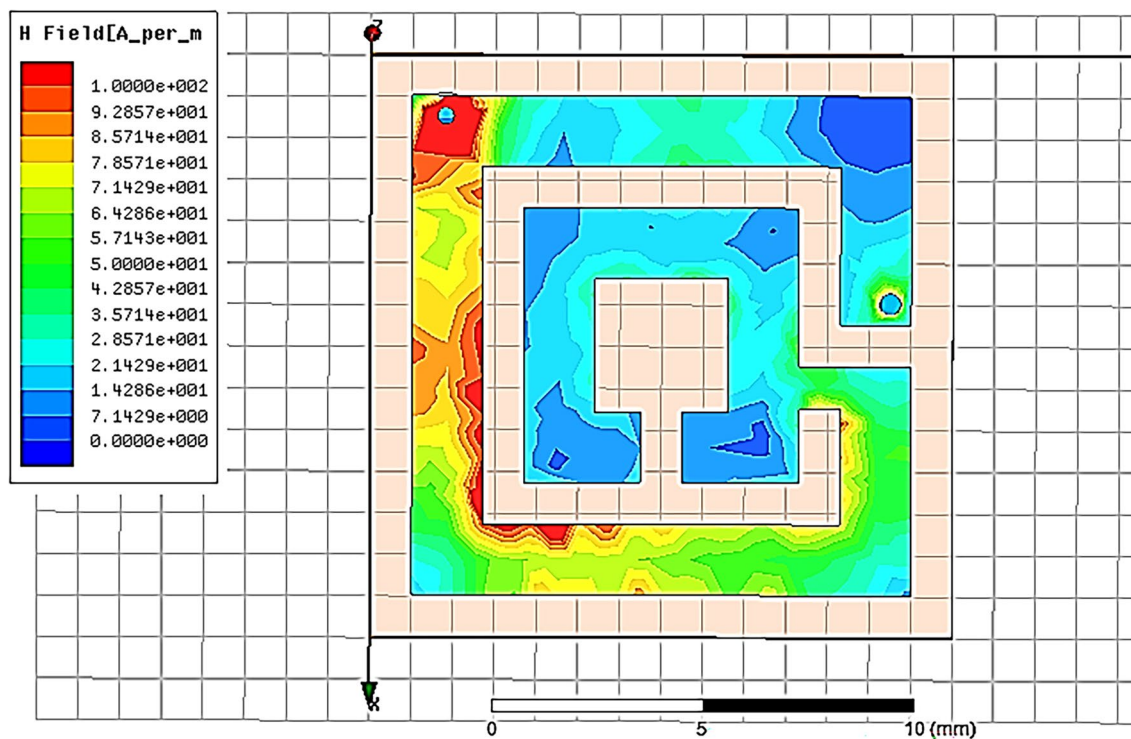 H Field[A_per_m
1.0000e+002
9.2857e+001
8.5714e+001
7.8571e+001
7.1429e+001
6.4286e+001
5.7143e+001
5.0000e+001
4.2857e+001
3.5714e+001
2.8571e+001
2.1429e+001
1.4286e+001
7.1429e+000
0.0000e+000
Z
X
0 5 10 (mm)